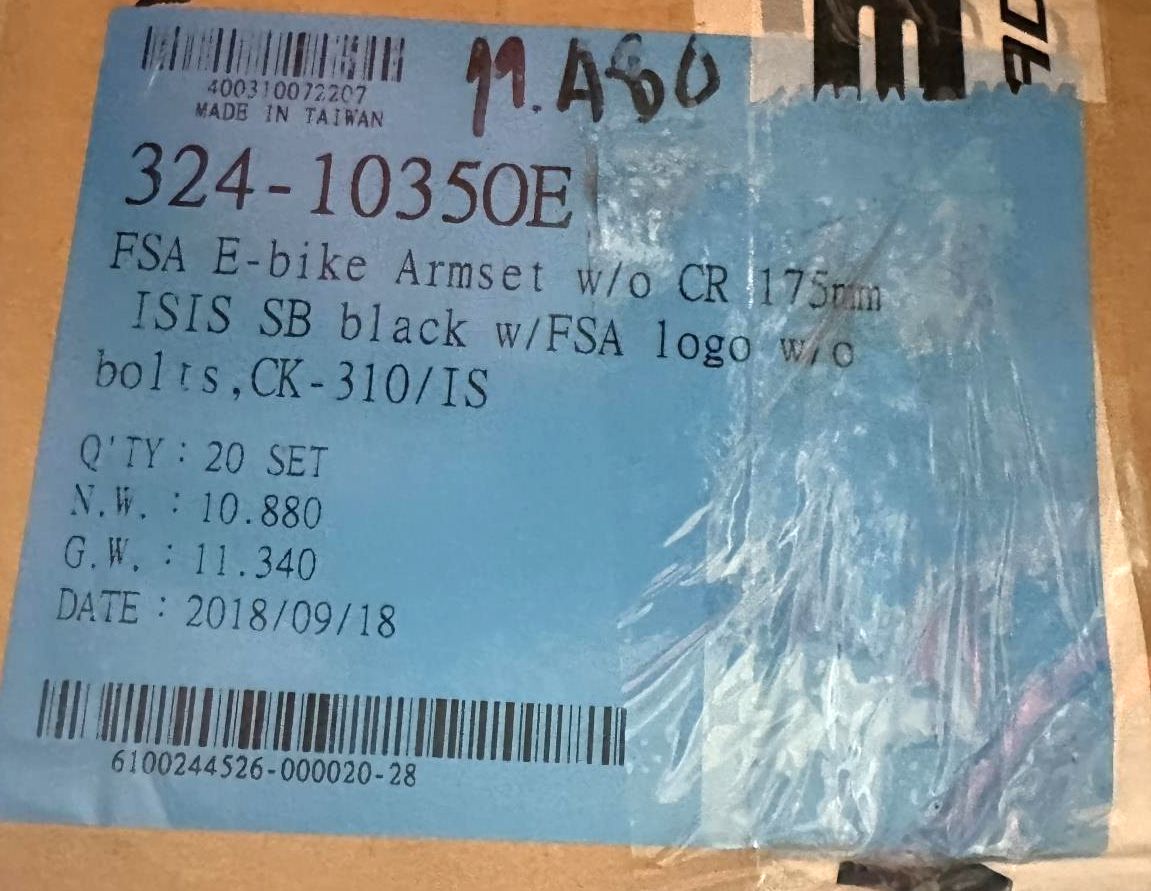 400310072207
MADE IN TAIWAN
11.A80
324-10350E
FSA E-bike Armset w/o CR 175mm
ISIS SB black w/FSA logo w/o
bolts,CK-310/IS
Q'TY : 20 SET
N.W. : 10.880
G.W. : 11.340
DATE : 2018/09/18
6100244526-000020-28